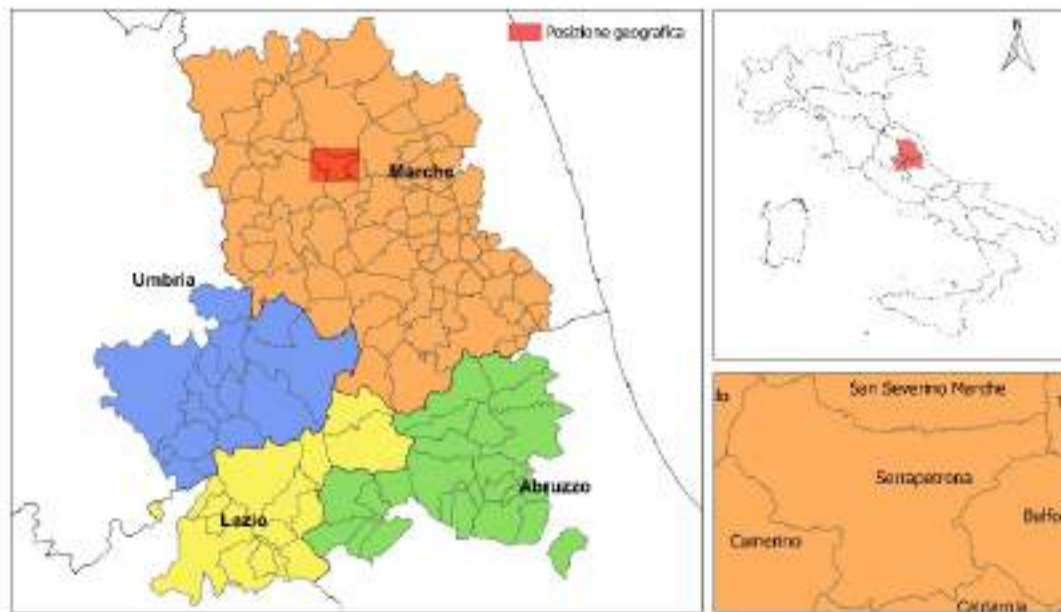 Posizione geografica
N
Marche
Umbria
Abruzzo
Lazio
San Severino Marche
Serrapetrona
Camerino